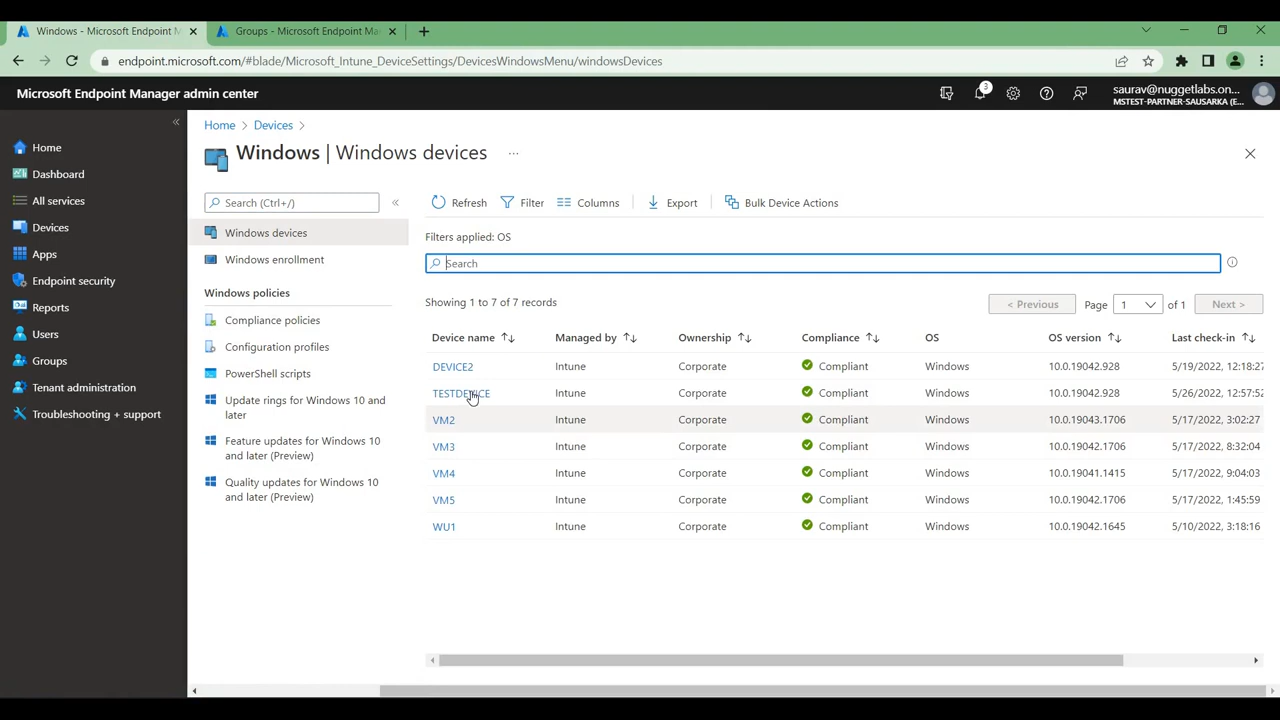 Windows - Microsoft Endpoint M
Groups - Microsoft Endpoint Ma
endpoint.microsoft.com/#blade/Microsoft_Intune_DeviceSettings/DevicesWindowsMenu/windowsDevices
Microsoft Endpoint Manager admin center
3
saurav@nuggetlabs.on...
MSTEST-PARTNER-SAUSARKA (E...
Home
Dashboard
All services
Devices
Apps
Endpoint security
Reports
Users
Groups
Tenant administration
Troubleshooting + support
Home > Devices >
Windows | Windows devices ...
Search (Ctrl+/)
Windows devices
Windows enrollment
Windows policies
Compliance policies
Configuration profiles
PowerShell scripts
Update rings for Windows 10 and
later
Feature updates for Windows 10
and later (Preview)
Quality updates for Windows 10
and later (Preview)
Refresh Filter Columns Export Bulk Device Actions
Filters applied: OS
Search
Showing 1 to 7 of 7 records
< Previous Page 1 of 1 Next >
Device name Managed by Ownership Compliance OS OS version Last check-in
DEVICE2 Intune Corporate Compliant Windows 10.0.19042.928 5/19/2022, 12:18:27
TESTDEVICE Intune Corporate Compliant Windows 10.0.19042.928 5/26/2022, 12:57:52
VM2 Intune Corporate Compliant Windows 10.0.19043.1706 5/17/2022, 3:02:27
VM3 Intune Corporate Compliant Windows 10.0.19042.1706 5/17/2022, 8:32:04
VM4 Intune Corporate Compliant Windows 10.0.19041.1415 5/17/2022, 9:04:03
VM5 Intune Corporate Compliant Windows 10.0.19042.1706 5/17/2022, 1:45:59
WU1 Intune Corporate Compliant Windows 10.0.19042.1645 5/10/2022, 3:18:16